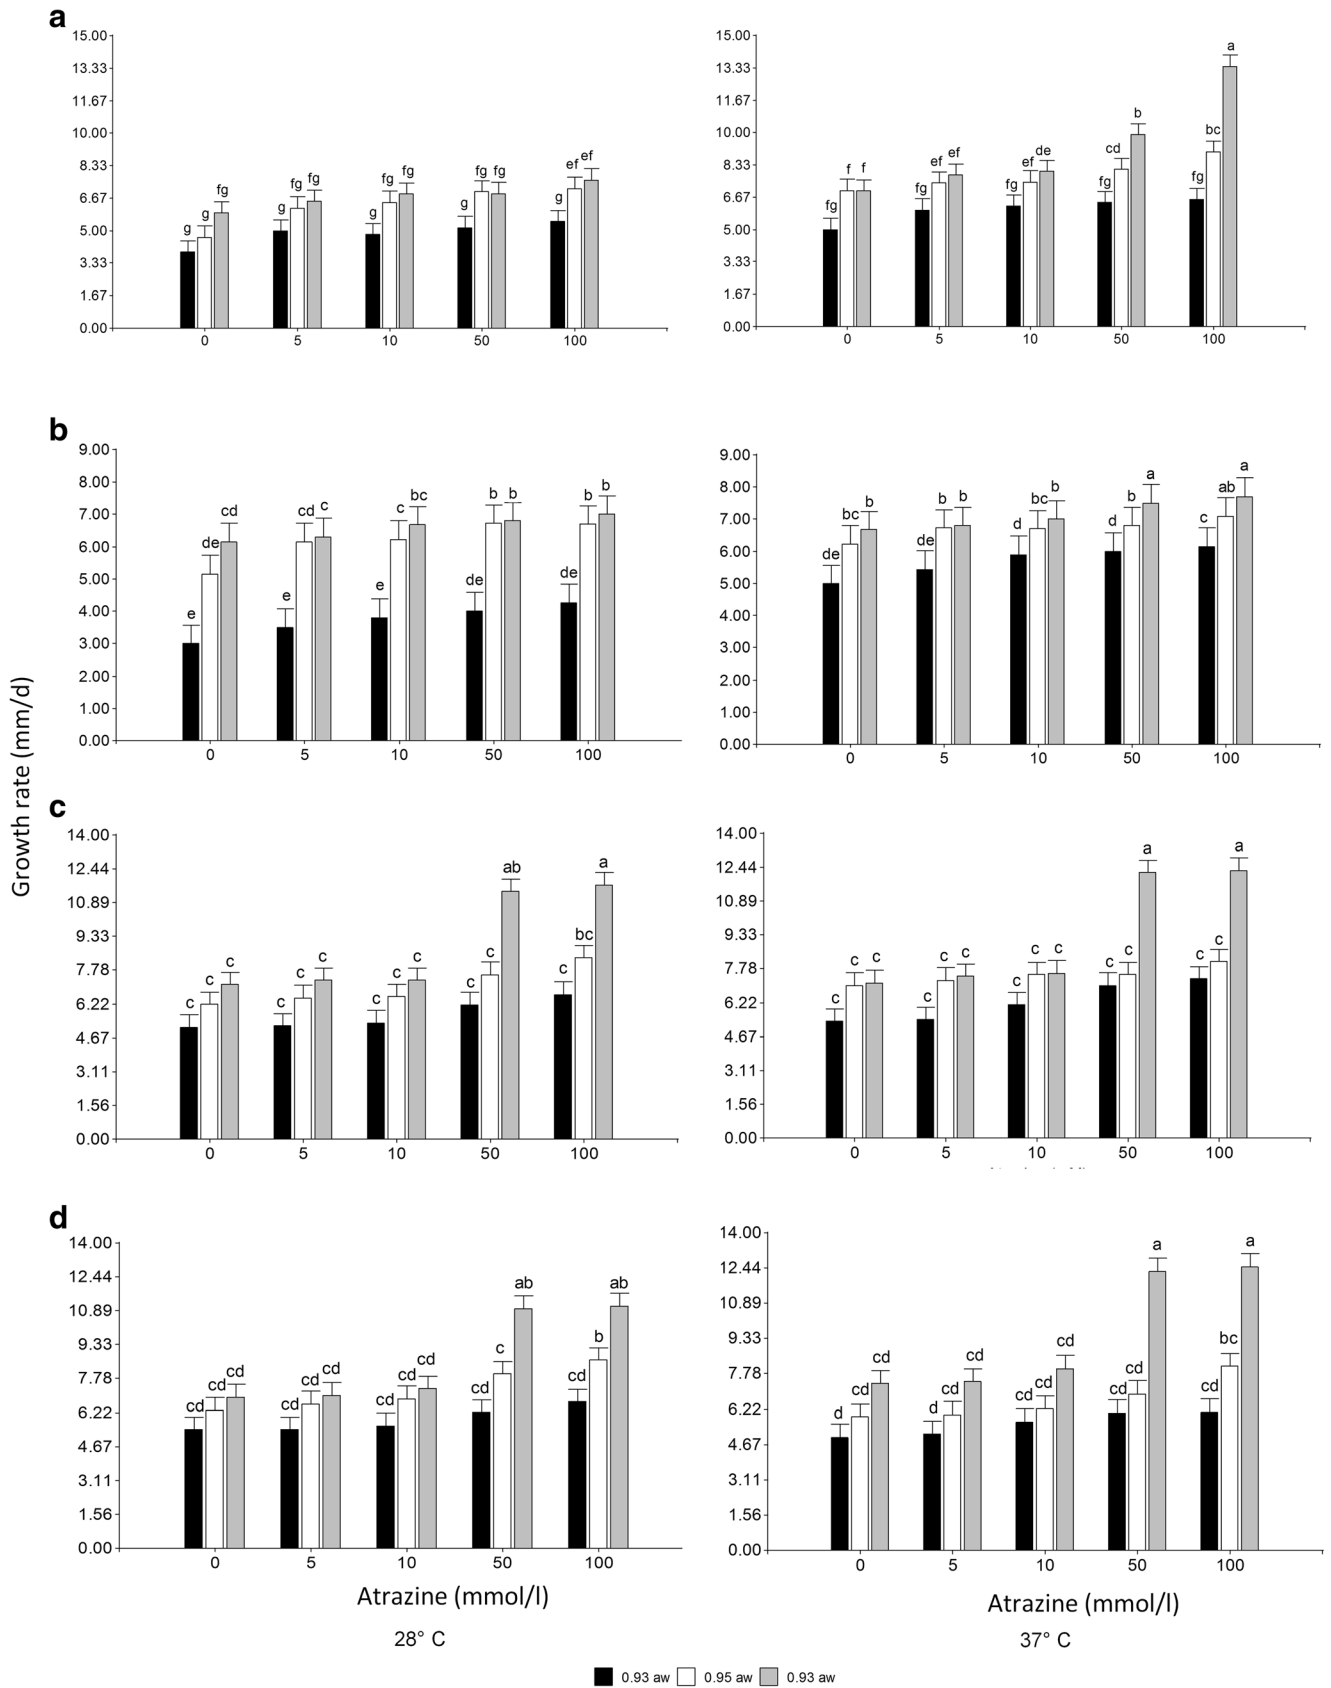 a
15.00 15.00
13.33 13.33
11.67 11.67
10.00 10.00
8.33 8.33
6.67 6.67
5.00 5.00
3.33 3.33
1.67 1.67
0.00 0.00
g g fg g fg fg g fg fg g fg fg g ef ef
fg f f fg ef ef fg ef de fg cd b fg bc a
0 5 10 50 100 0 5 10 50 100
b
9.00 9.00
8.00 8.00
7.00 7.00
6.00 6.00
5.00 5.00
4.00 4.00
3.00 3.00
2.00 2.00
1.00 1.00
0.00 0.00
e de cd e cd c e c bc de b b de b b
de bc b de b b d bc b d b a c ab a
0 5 10 50 100 0 5 10 50 100
Growth rate (mm/d)
c
14.00 14.00
12.44 12.44
10.89 10.89
9.33 9.33
7.78 7.78
6.22 6.22
4.67 4.67
3.11 3.11
1.56 1.56
0.00 0.00
c c c c c c c c c c c ab c bc a
c c c c c c c c c c c a c c a
0 5 10 50 100 0 5 10 50 100
d
14.00 14.00
12.44 12.44
10.89 10.89
9.33 9.33
7.78 7.78
6.22 6.22
4.67 4.67
3.11 3.11
1.56 1.56
0.00 0.00
cd cd cd cd cd cd cd cd cd cd c ab cd b ab
d cd cd d cd cd cd cd cd cd cd a cd bc a
0 5 10 50 100 0 5 10 50 100
Atrazine (mmol/l) Atrazine (mmol/l)
28° C 37° C
0.93 aw 0.95 aw 0.93 aw